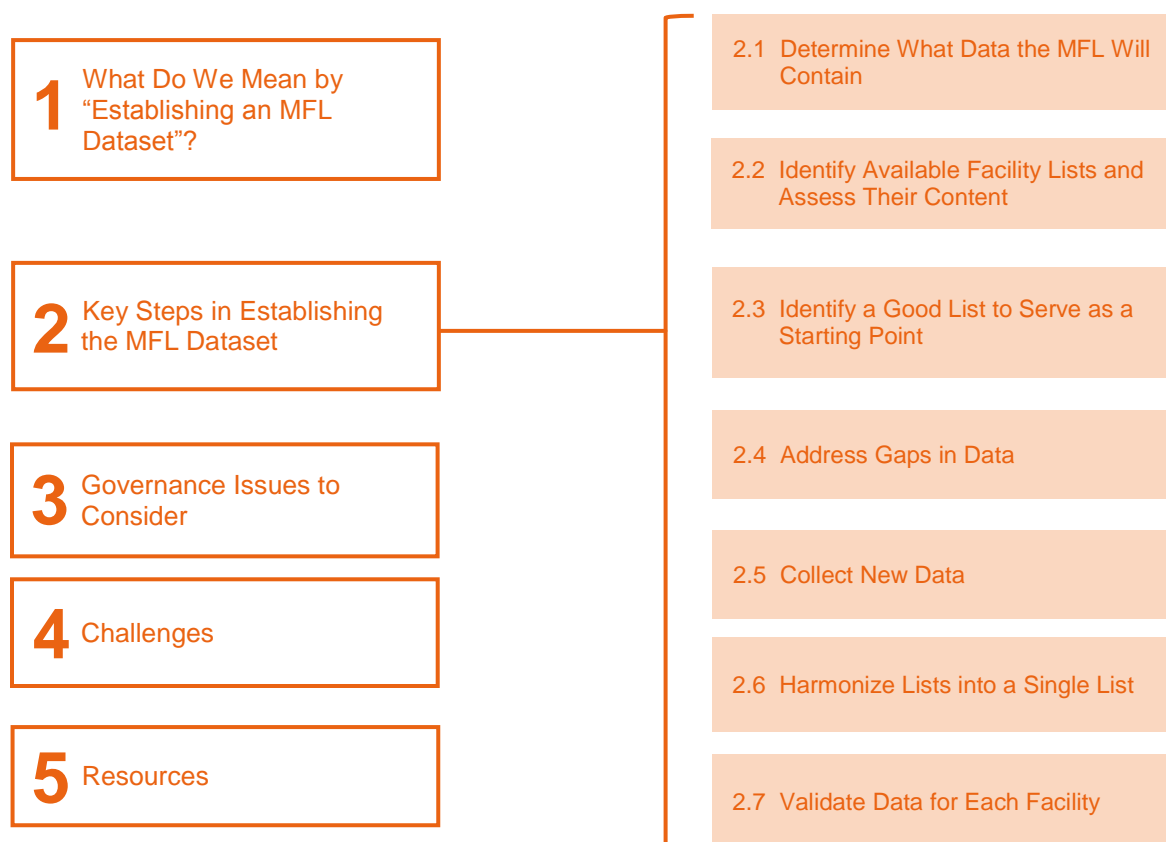 1
What Do We Mean by
“Establishing an MFL
Dataset”?
2
Key Steps in Establishing
the MFL Dataset
3
Governance Issues to
Consider
4
Challenges
5
Resources
2.1 Determine What Data the MFL Will
Contain
2.2 Identify Available Facility Lists and
Assess Their Content
2.3 Identify a Good List to Serve as a
Starting Point
2.4 Address Gaps in Data
2.5 Collect New Data
2.6 Harmonize Lists into a Single List
2.7 Validate Data for Each Facility